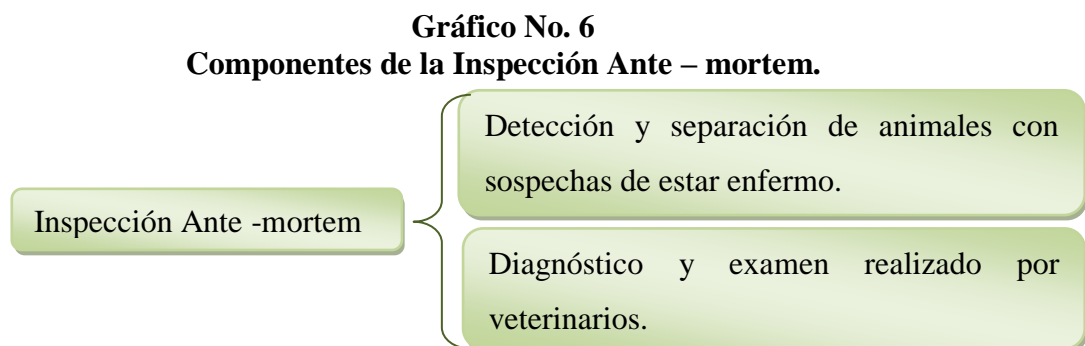 Gráfico No. 6
Componentes de la Inspección Ante – mortem.
Detección y separación de animales con
sospechas de estar enfermo.
Inspección Ante -mortem
Diagnóstico y examen realizado por
veterinarios.